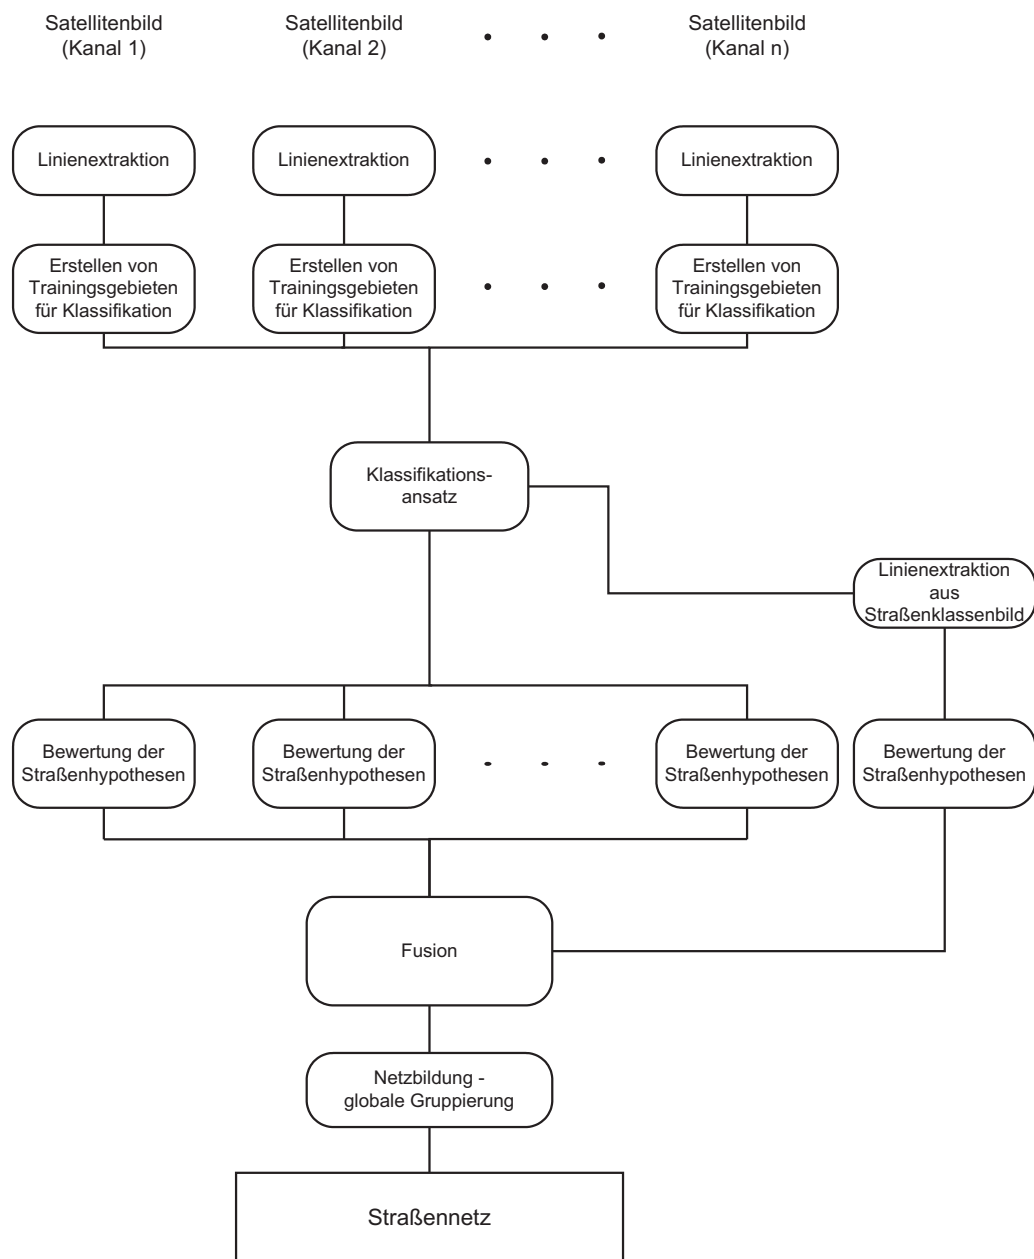 Satellitenbild
(Kanal 1)
Satellitenbild
(Kanal 2)
Satellitenbild
(Kanal n)
Linienextraktion
Linienextraktion
Linienextraktion
Erstellen von
Trainingsgebieten
für Klassifikation
Erstellen von
Trainingsgebieten
für Klassifikation
Erstellen von
Trainingsgebieten
für Klassifikation
Klassifikations-
ansatz
Linienextraktion
aus
Straßenklassenbild
Bewertung der
Straßenhypothesen
Bewertung der
Straßenhypothesen
Bewertung der
Straßenhypothesen
Bewertung der
Straßenhypothesen
Fusion
Netzbildung -
globale Gruppierung
Straßennetz